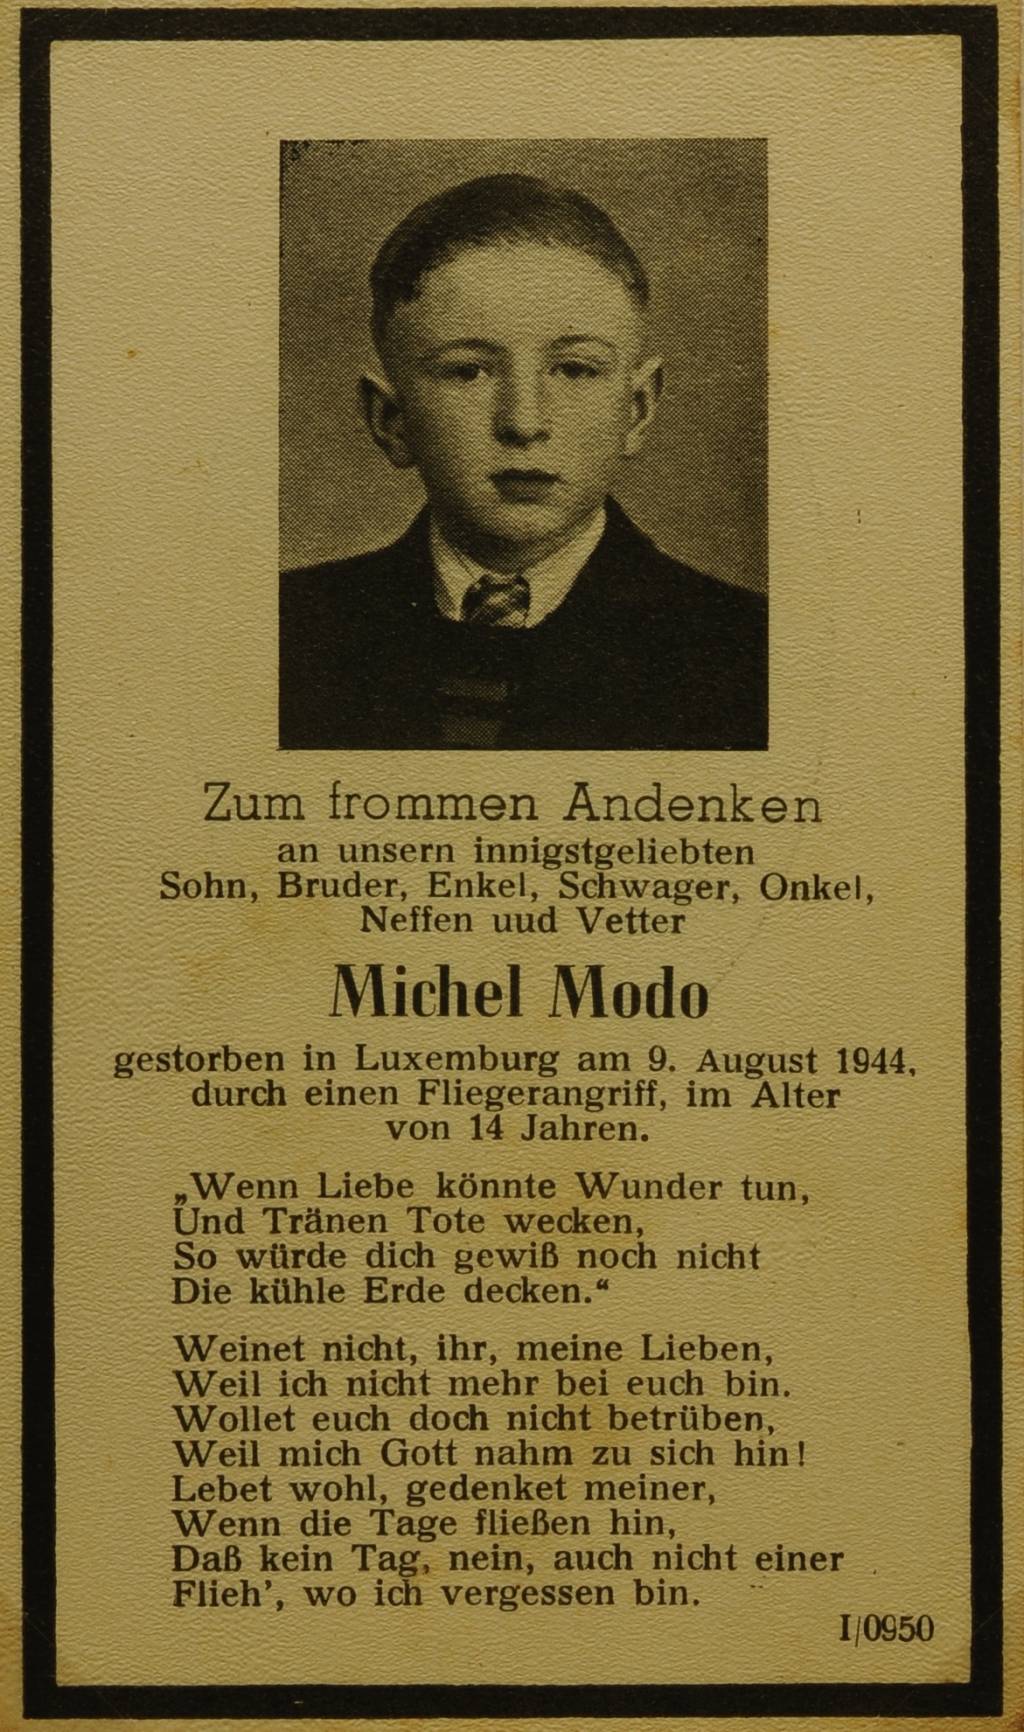 Zum frommen Andenken
an unsern innigstgeliebten
Sohn, Bruder, Enkel, Schwager, Onkel,
Neffen uud Vetter
Michel Modo
gestorben in Luxemburg am 9. August 1944,
durch einen Fliegerangriff, im Alter
von 14 Jahren.
„Wenn Liebe könnte Wunder tun,
Und Tränen Tote wecken,
So würde dich gewiß noch nicht
Die kühle Erde decken.“
Weinet nicht, ihr, meine Lieben,
Weil ich nicht mehr bei euch bin.
Wollet euch doch nicht betrüben,
Weil mich Gott nahm zu sich hin!
Lebet wohl, gedenket meiner,
Wenn die Tage fließen hin,
Daß kein Tag, nein, auch nicht einer
Flieh’, wo ich vergessen bin.
I/0950